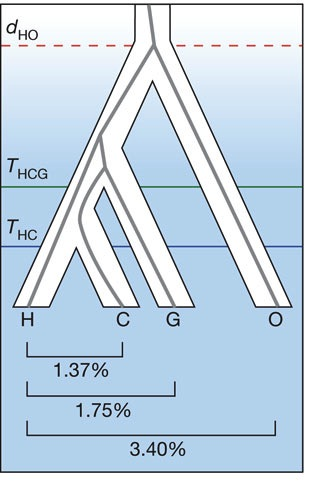 dHO
THCG
THC
H C G O
1.37%
1.75%
3.40%